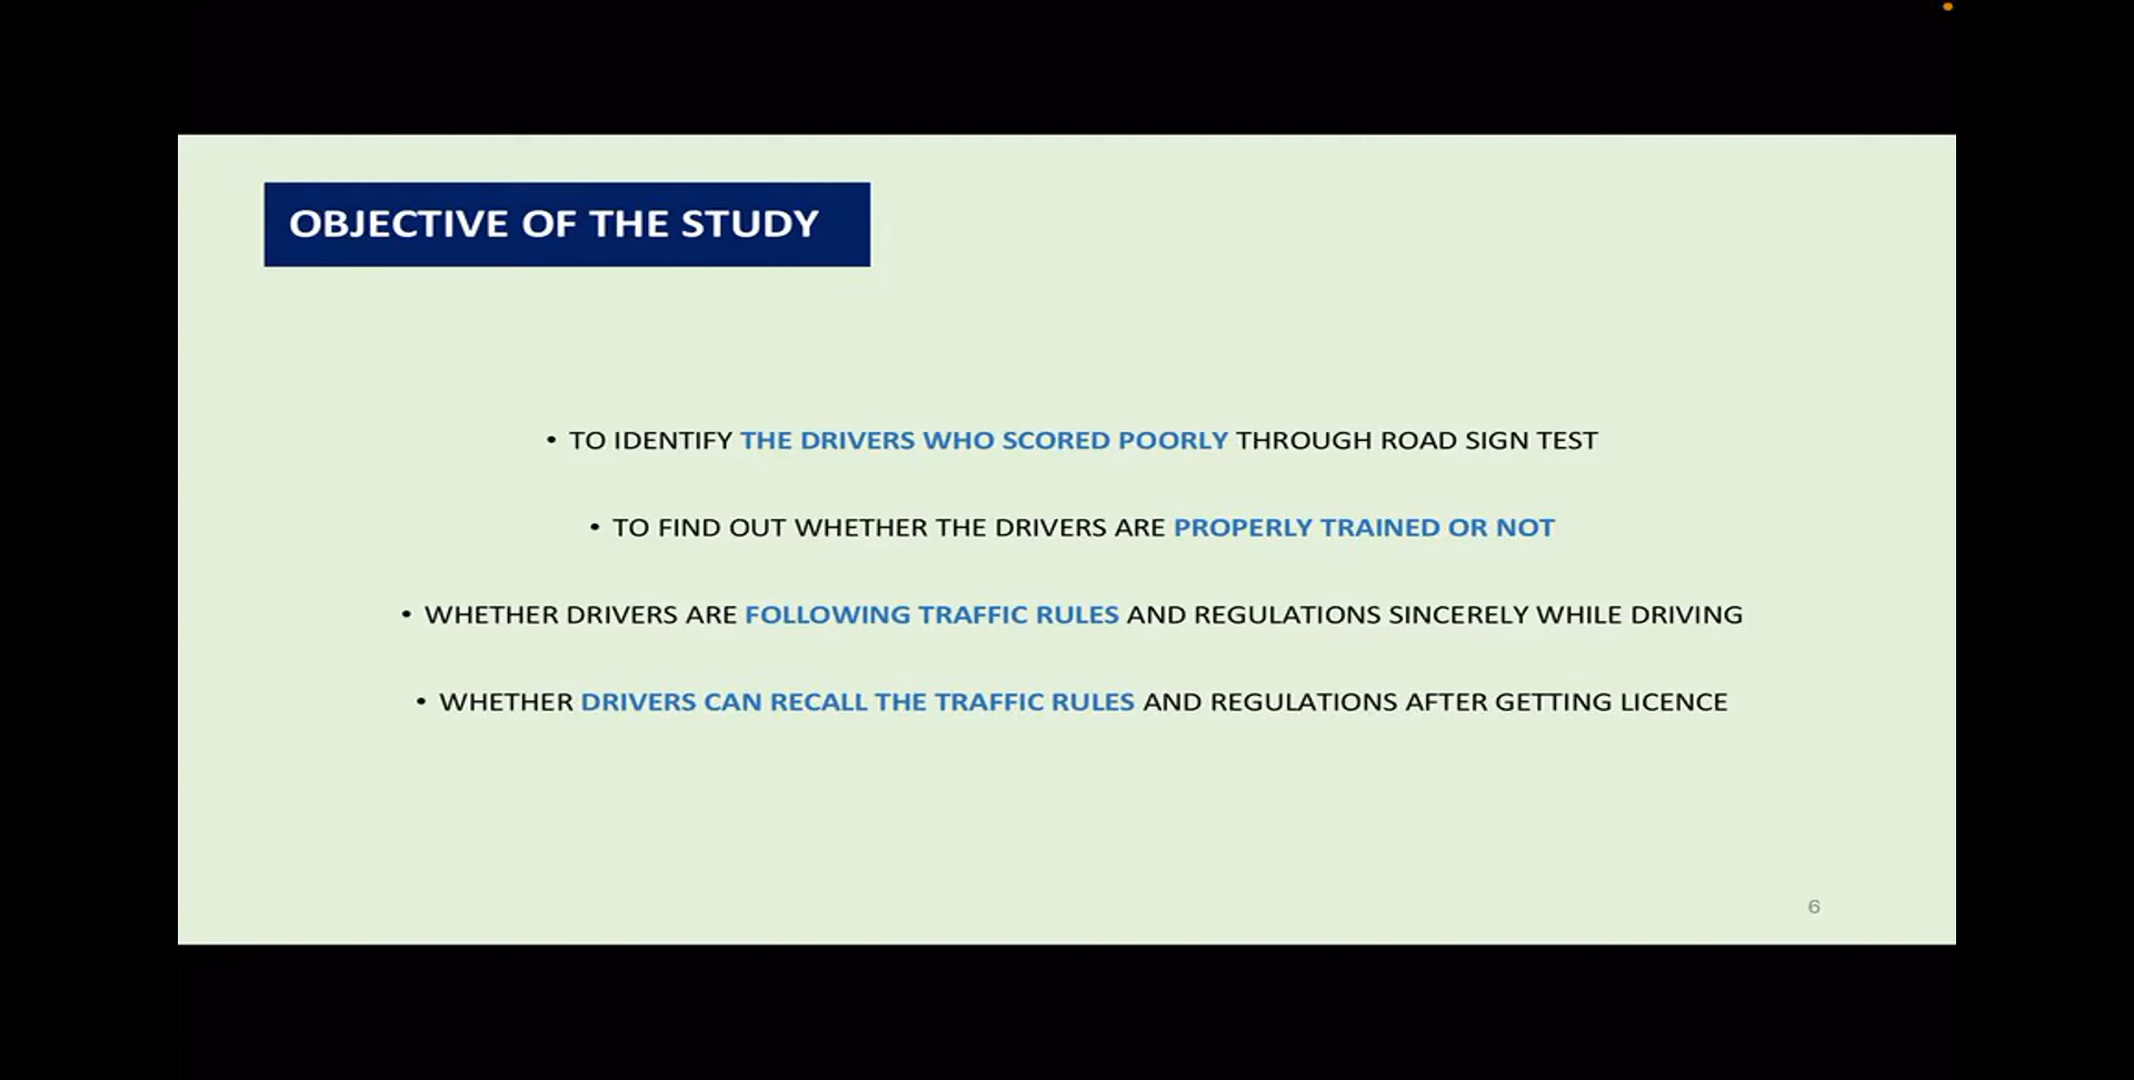 OBJECTIVE OF THE STUDY
• TO IDENTIFY THE DRIVERS WHO SCORED POORLY THROUGH ROAD SIGN TEST
• TO FIND OUT WHETHER THE DRIVERS ARE PROPERLY TRAINED OR NOT
• WHETHER DRIVERS ARE FOLLOWING TRAFFIC RULES AND REGULATIONS SINCERELY WHILE DRIVING
• WHETHER DRIVERS CAN RECALL THE TRAFFIC RULES AND REGULATIONS AFTER GETTING LICENCE
6